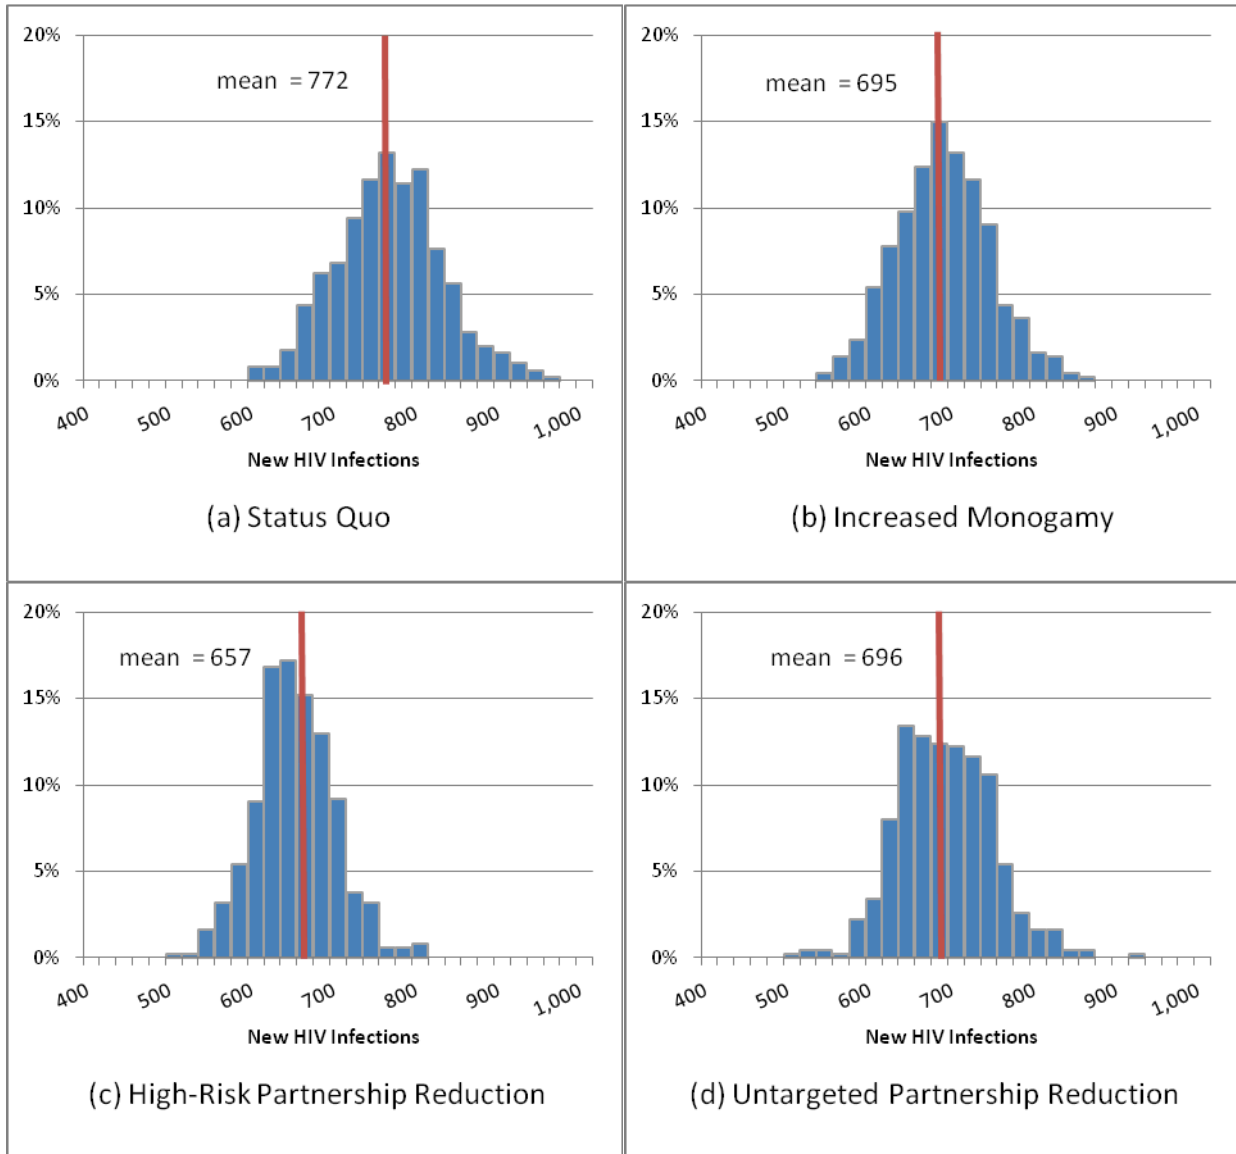 20%
mean = 772
15%
10%
5%
0%
400 500 600 700 800 900 1,000
New HIV Infections
(a) Status Quo
20%
mean = 695
15%
10%
5%
0%
400 500 600 700 800 900 1,000
New HIV Infections
(b) Increased Monogamy
20%
mean = 657
15%
10%
5%
0%
400 500 600 700 800 900 1,000
New HIV Infections
(c) High-Risk Partnership Reduction
20%
mean = 696
15%
10%
5%
0%
400 500 600 700 800 900 1,000
New HIV Infections
(d) Untargeted Partnership Reduction